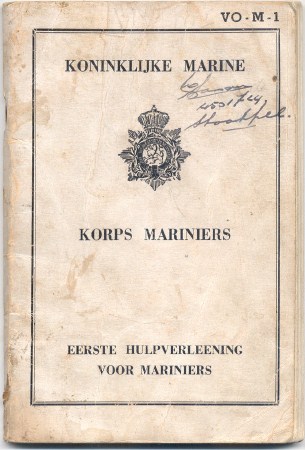 VO-M-1
KONINKLIJKE MARINE
KORPS MARINIERS
EERSTE HULPVERLEENING
VOOR MARINIERS